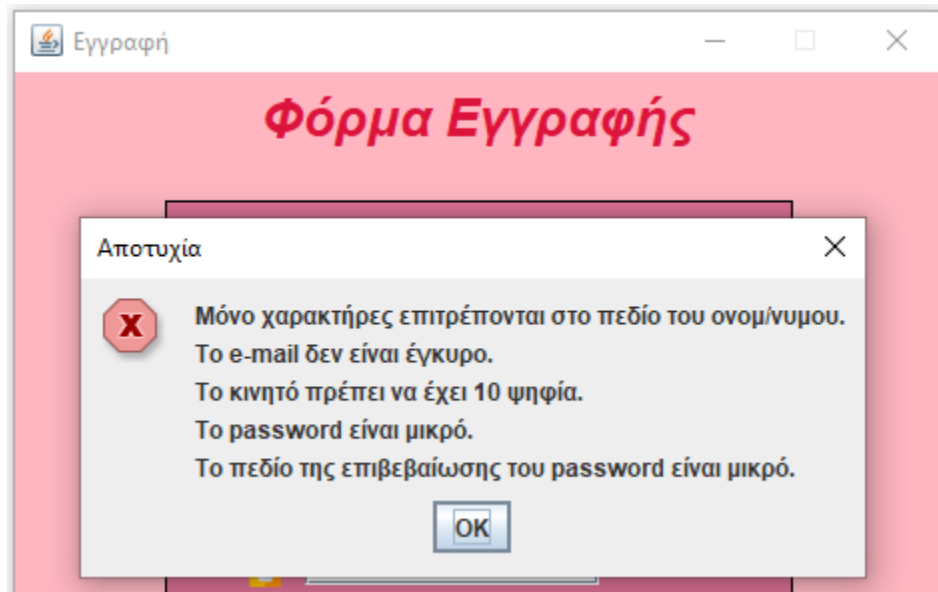 Εγγραφή
Φόρμα Εγγραφής
Αποτυχία
Μόνο χαρακτήρες επιτρέπονται στο πεδίο του ονομ/νυμου.
Το e-mail δεν είναι έγκυρο.
Το κινητό πρέπει να έχει 10 ψηφία.
Το password είναι μικρό.
Το πεδίο της επιβεβαίωσης του password είναι μικρό.
OK